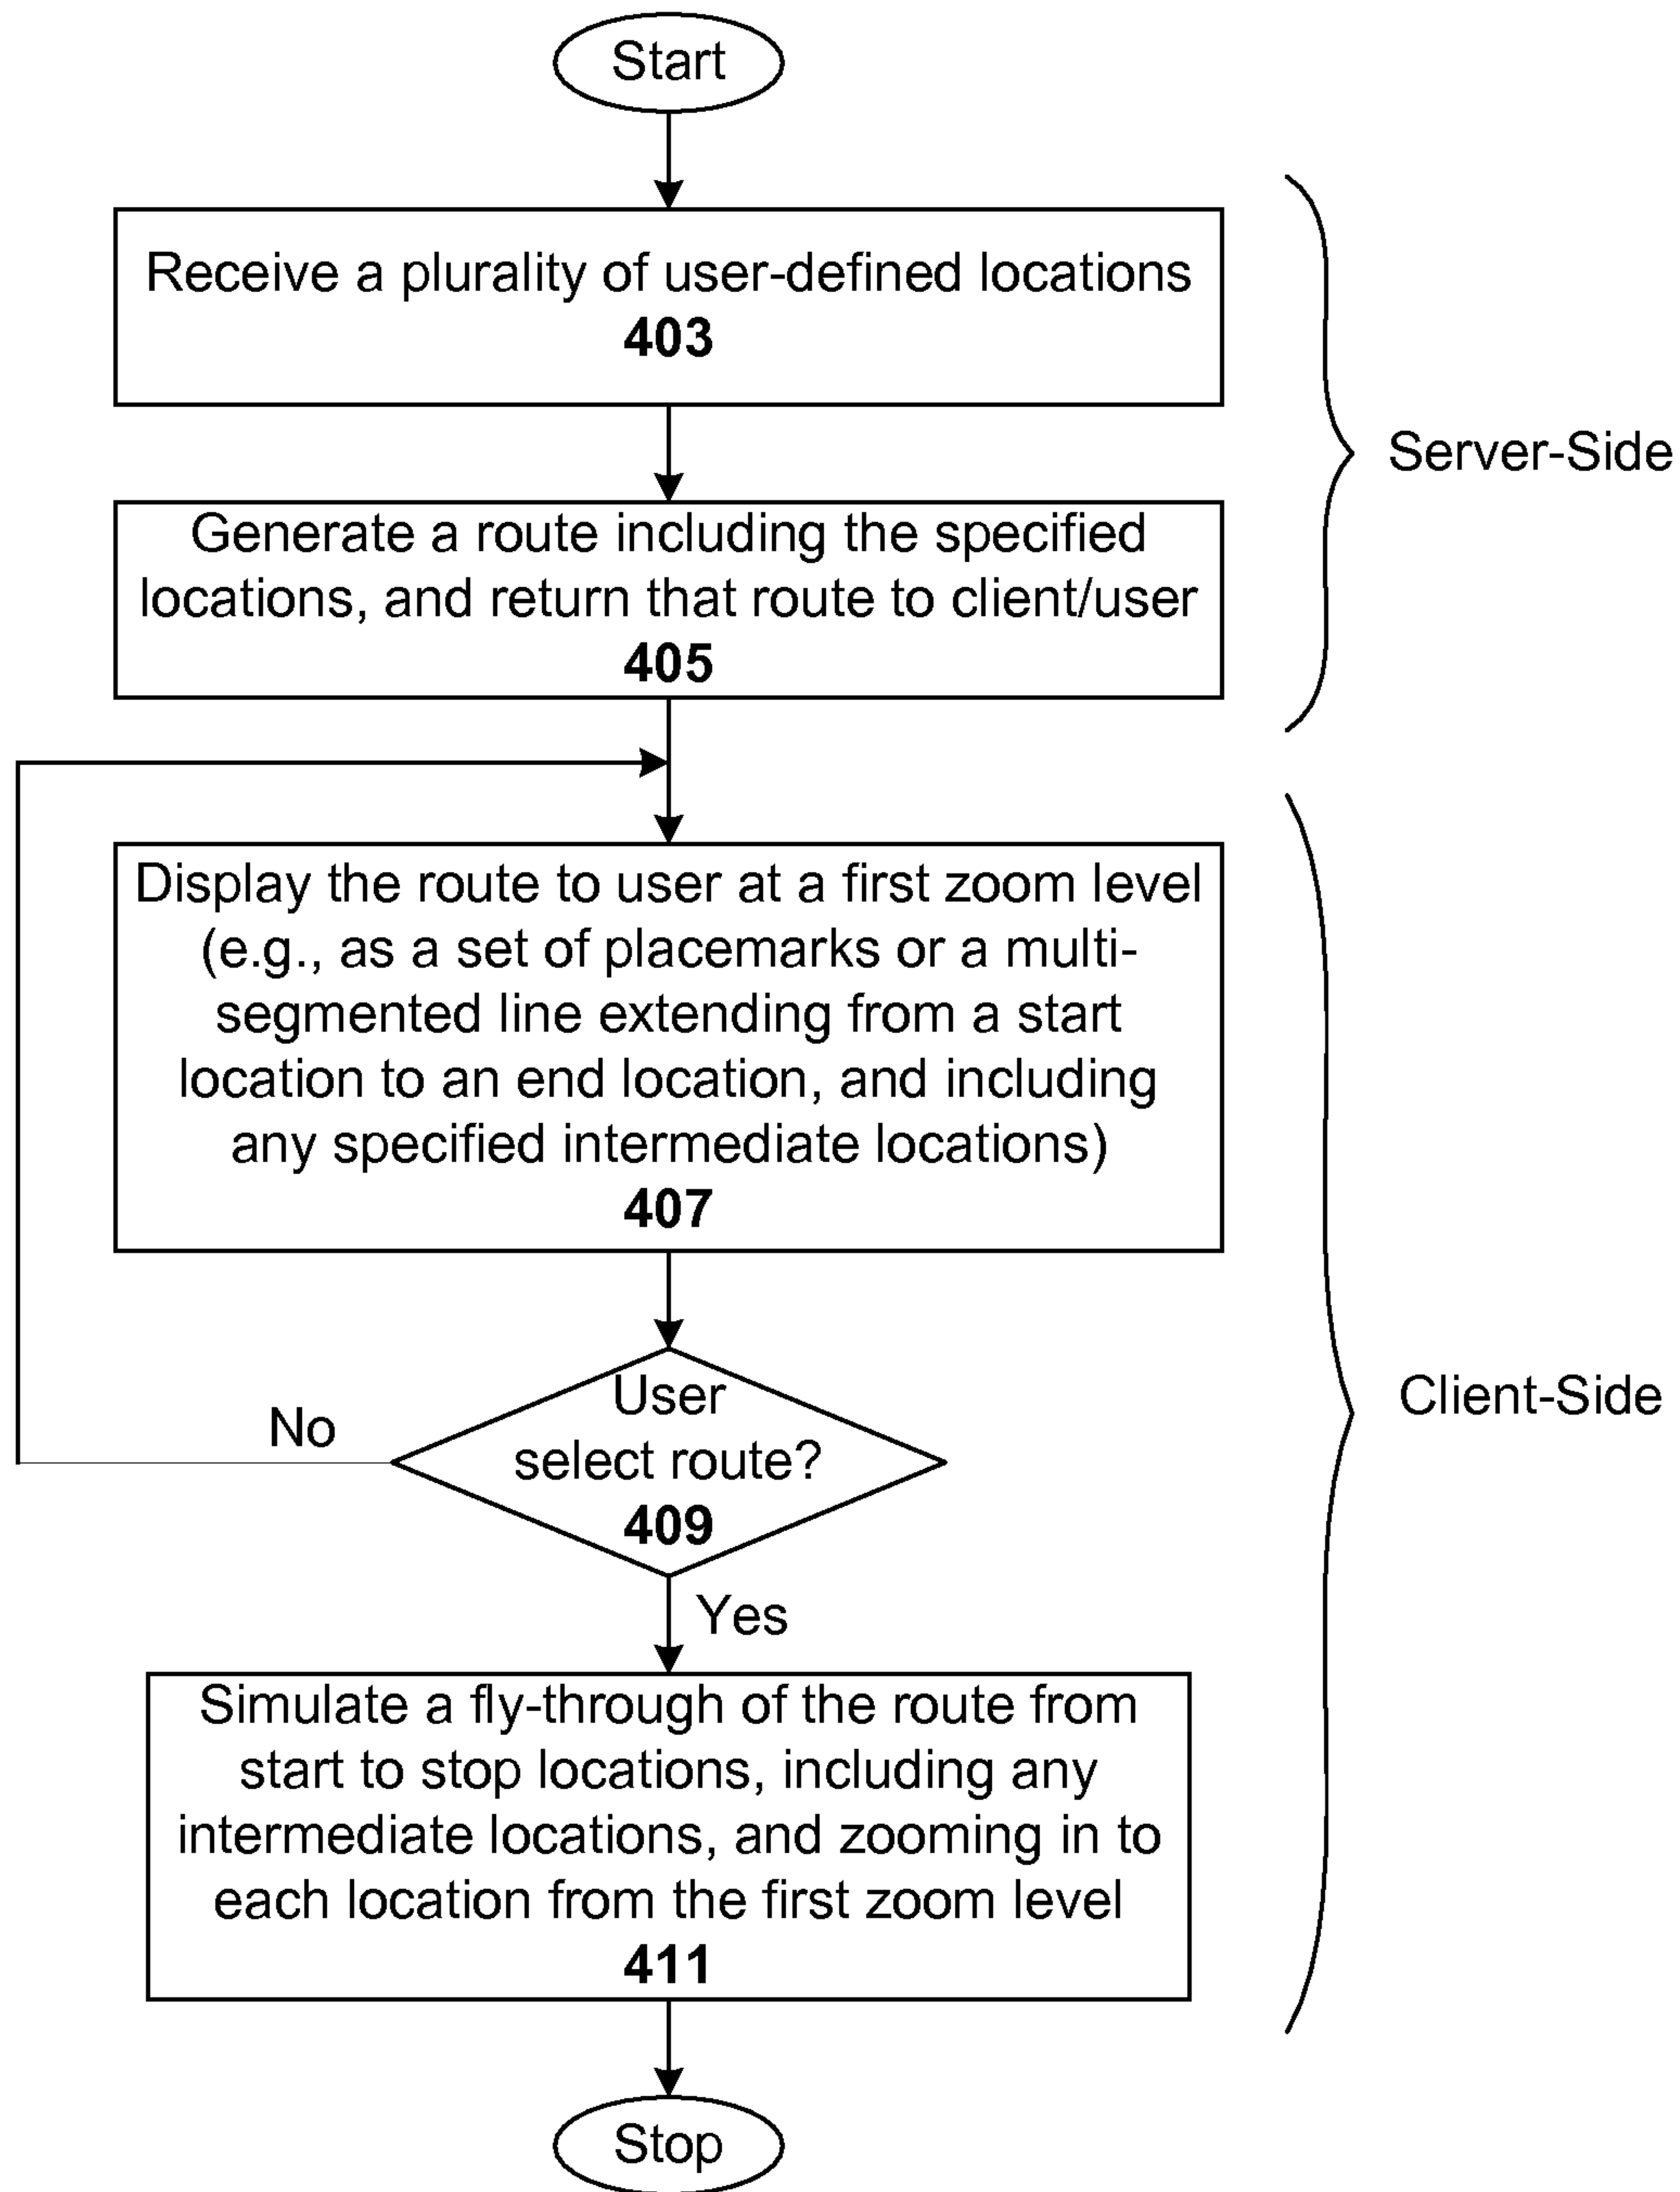 Start
Receive a plurality of user-defined locations
403
Generate a route including the specified
locations, and return that route to client/user
405
Server-Side
Display the route to user at a first zoom level
(e.g., as a set of placemarks or a multi-
segmented line extending from a start
location to an end location, and including
any specified intermediate locations)
407
User
select route?
409
No
Yes
Client-Side
Simulate a fly-through of the route from
start to stop locations, including any
intermediate locations, and zooming in to
each location from the first zoom level
411
Stop